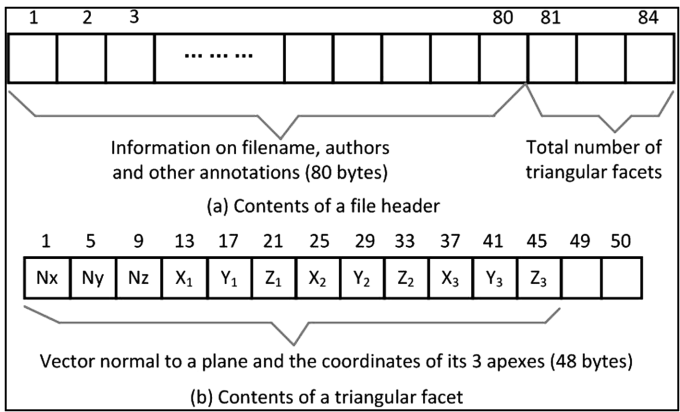 1 2 3 80 81 84
... ... ...
Information on filename, authors
and other annotations (80 bytes)
Total number of
triangular facets
(a) Contents of a file header
1 5 9 13 17 21 25 29 33 37 41 45 49 50
Nx Ny Nz X₁ Y₁ Z₁ X₂ Y₂ Z₂ X₃ Y₃ Z₃
Vector normal to a plane and the coordinates of its 3 apexes (48 bytes)
(b) Contents of a triangular facet